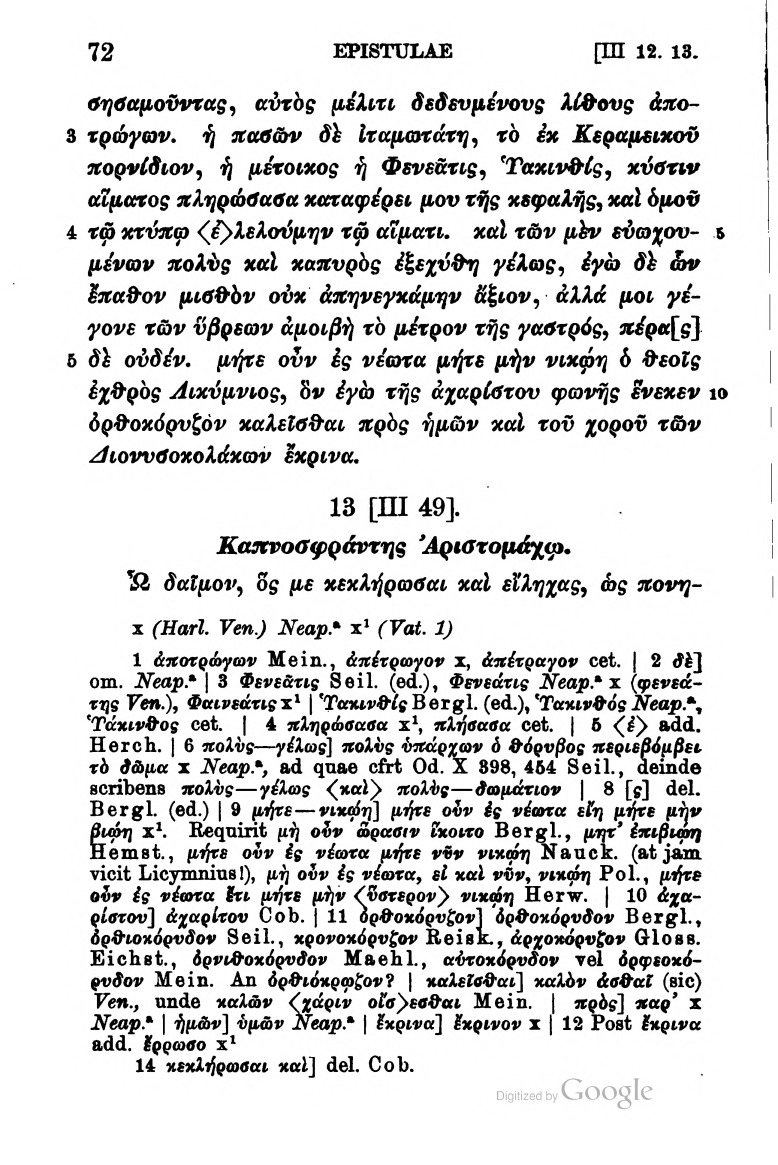 72 EPISTULAE [III 12. 13.
σησαμοῦντας, αὐτὸς μέλιτι δεδευμένους λίθους ἀπο-
3 τρώγων. ἡ πασῶν δὲ ἰταμωτάτη, τὸ ἐκ Κεραμεικοῦ
πορνίδιον, ἡ μέτοικος ἡ Φενεᾶτις, Ὑακινθίς, κύστιν
αἵματος πληρώσασα καταφέρει μου τῆς κεφαλῆς, καὶ ὁμοῦ
4 τῷ κτύπῳ ⟨ἐ⟩λελούμην τῷ αἵματι. καὶ τῶν μὲν εὐωχου- 5
μένων πολὺς καὶ καπυρὸς ἐξεχύθη γέλως, ἐγὼ δὲ ὧν
ἔπαθον μισθὸν οὐκ ἀπηνεγκάμην ἄξιον, ἀλλά μοι γέ-
γονε τῶν ὕβρεων ἀμοιβὴ τὸ μέτρον τῆς γαστρός, πέρα[ς]
5 δὲ οὐδέν. μήτε οὖν ἐς νέωτα μήτε μὴν νικῴη ὁ θεοῖς
ἐχθρὸς Λικύμνιος, ὃν ἐγὼ τῆς ἀχαρίστου φωνῆς ἕνεκεν 10
ὀρθοκόρυζον καλεῖσθαι πρὸς ἡμῶν καὶ τοῦ χοροῦ τῶν
Διονυσοκολάκων ἔκρινα.
13 [III 49].
Καπνοσφράντης Ἀριστομάχῳ.
Ὦ δαῖμον, ὅς με κεκλήρωσαι καὶ εἴληχας, ὡς πονη-
x (Harl. Ven.) Neap.ᵃ x¹ (Vat. 1)
1 ἀποτρώγων Mein., ἀπέτρωγον x, ἀπέτραγον cet. | 2 δὲ]
om. Neap.ᵃ | 3 Φενεᾶτις Seil. (ed.), Φενεάτις Neap.ᵃ x (φενεά-
της Ven.), Φαινεάτις x¹ | Ὑακινθίς Bergl. (ed.), Ὑακινθός Neap.ᵃ,
Ὑάκινθος cet. | 4 πληρώσασα x¹, πλήσασα cet. | 5 ⟨ἐ⟩ add.
Herch. | 6 πολὺς—γέλως] πολὺς ὑπάρχων ὁ θόρυβος περιεβόμβει
τὸ δῶμα x Neap.ᵃ, ad quae cfrt Od. X 398, 454 Seil., deinde
scribens πολὺς—γέλως ⟨καὶ⟩ πολὺς—δωμάτιον | 8 [ς] del.
Bergl. (ed.) | 9 μήτε—νικῴη] μήτε οὖν ἐς νέωτα εἴη μήτε μὴν
βιῴη x¹. Requirit μὴ οὖν ὥρασιν ἵκοιτο Bergl., μητ' ἐπιβιῴη
Hemst., μήτε οὖν ἐς νέωτα μήτε νῦν νικῴη Nauck. (at jam
vicit Licymnius!), μὴ οὖν ἐς νέωτα, εἰ καὶ νῦν, νικῴη Pol., μήτε
οὖν ἐς νέωτα ἔτι μήτε μὴν ⟨ὕστερον⟩ νικῴη Herw. | 10 ἀχα-
ρίστου] ἀχαρίτου Cob. | 11 ὀρθοκόρυζον] ὀρθοκόρυδον Bergl.,
ὀρθιοκόρυδον Seil., κρονοκόρυζον Reisk., ἀρχοκόρυζον Gloss.
Eichst., ὀρνιθοκόρυδον Maehl., αὐτοκόρυδον vel ὀρφεοκό-
ρυδον Mein. An ὀρθιόκρῳζον? | καλεῖσθαι] καλὸν ἀσθαῖ (sic)
Ven., unde καλῶν ⟨χάριν οἴσ⟩εσθαι Mein. | πρὸς] παρ' x
Neap.ᵃ | ἡμῶν] ὑμῶν Neap.ᵃ | ἔκρινα] ἔκρινον x | 12 Post ἔκρινα
add. ἔρρωσο x¹
14 κεκλήρωσαι καὶ] del. Cob.
Digitized by Google